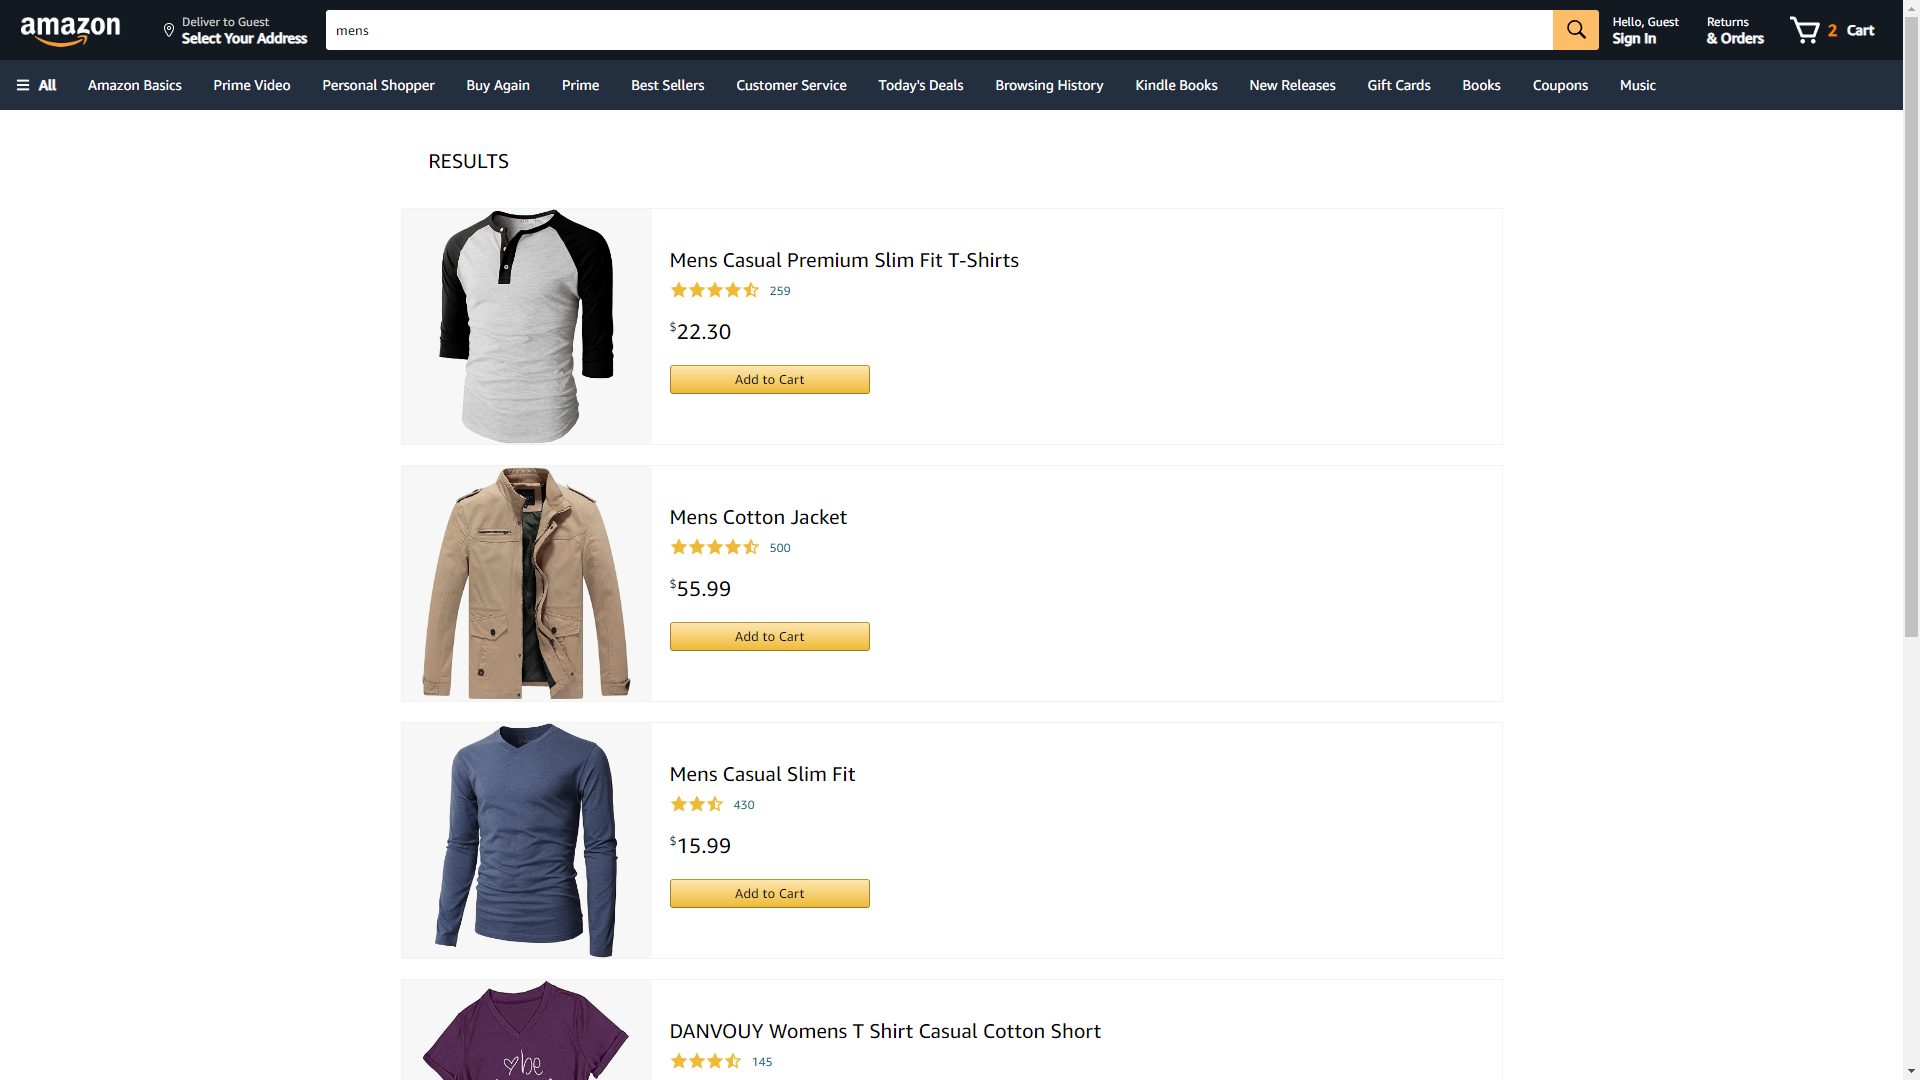 amazon
Deliver to Guest
Select Your Address
mens
Hello, Guest
Sign In
Returns
& Orders
2 Cart
All Amazon Basics Prime Video Personal Shopper Buy Again Prime Best Sellers Customer Service Today's Deals Browsing History Kindle Books New Releases Gift Cards Books Coupons Music
RESULTS
Mens Casual Premium Slim Fit T-Shirts
259
$22.30
Add to Cart
Mens Cotton Jacket
500
$55.99
Add to Cart
Mens Casual Slim Fit
430
$15.99
Add to Cart
DANVOUY Womens T Shirt Casual Cotton Short
145
be